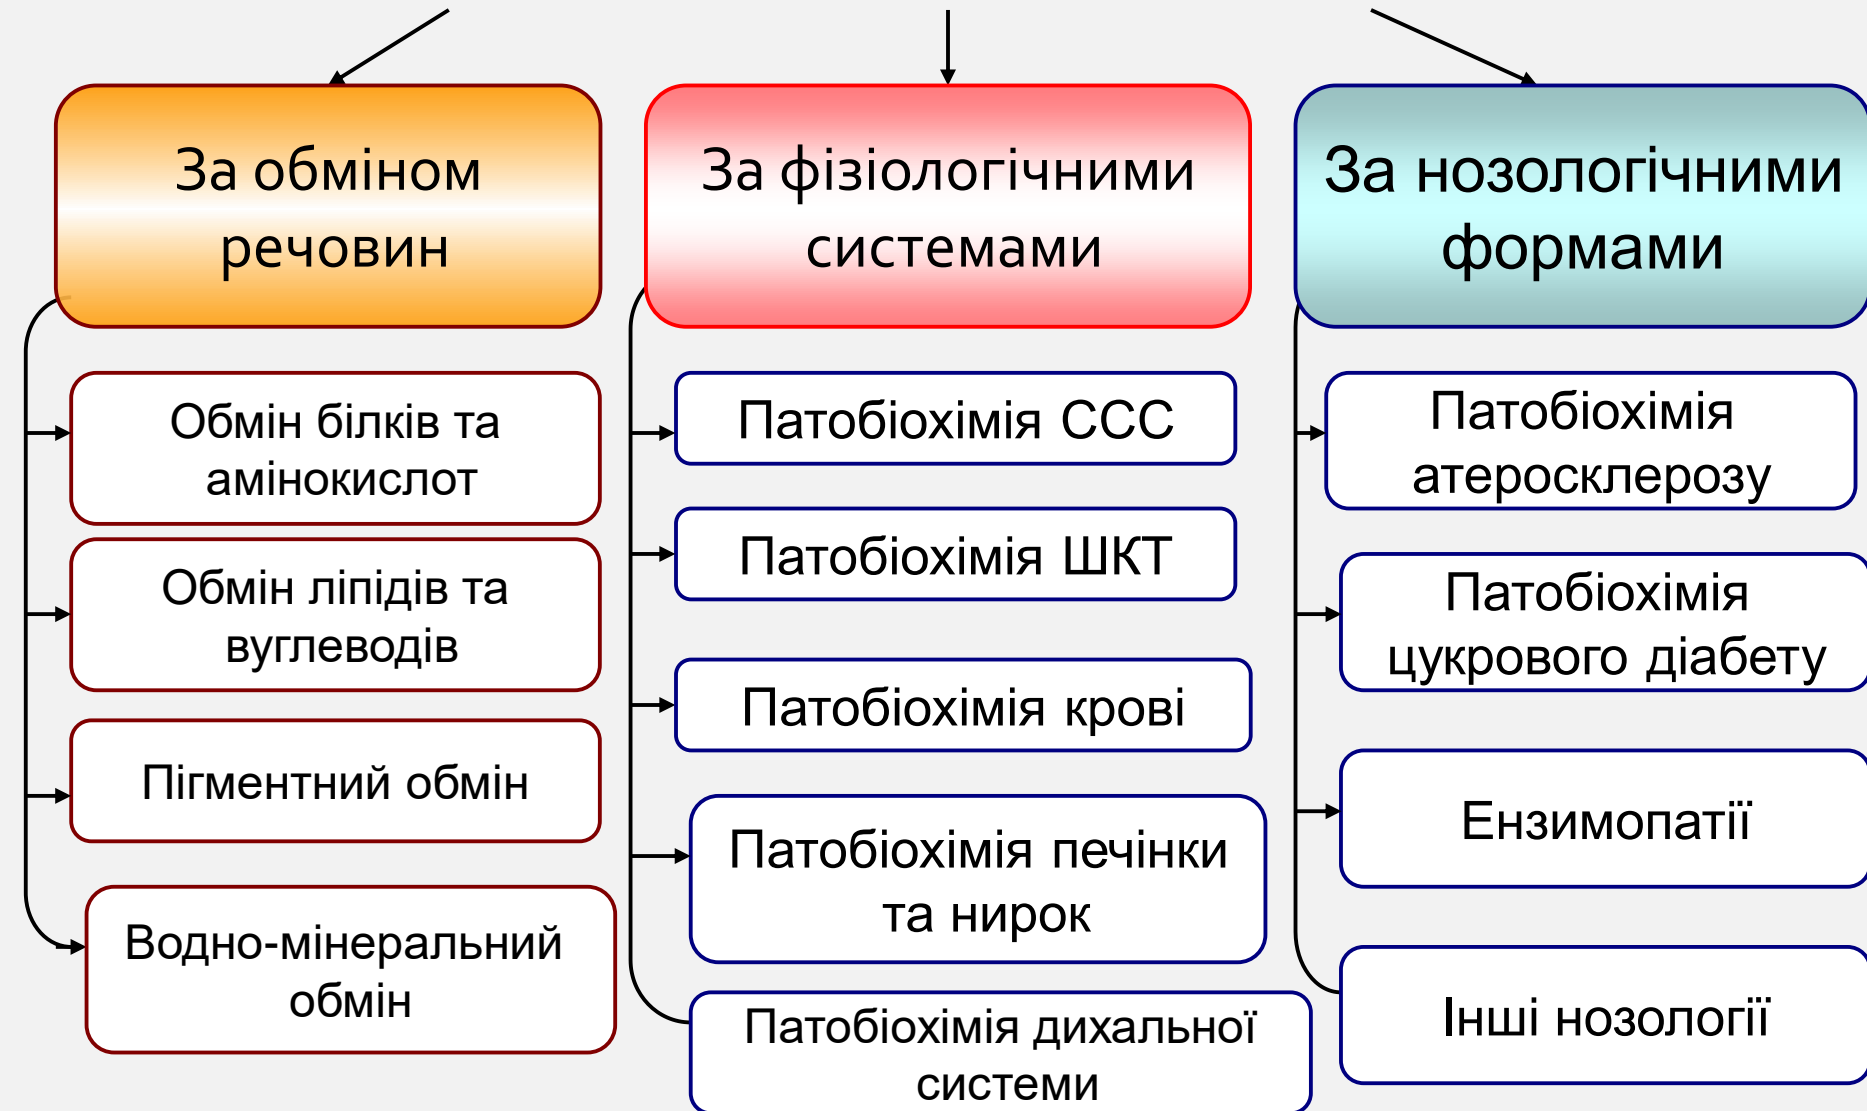 За обміном
речовин
Обмін білків та
амінокислот
Обмін ліпідів та
вуглеводів
Пігментний обмін
Водно-мінеральний
обмін
За фізіологічними
системами
Патобіохімія ССС
Патобіохімія ШКТ
Патобіохімія крові
Патобіохімія печінки
та нирок
Патобіохімія дихальної
системи
За нозологічними
формами
Патобіохімія
атеросклерозу
Патобіохімія
цукрового діабету
Ензимопатії
Інші нозології